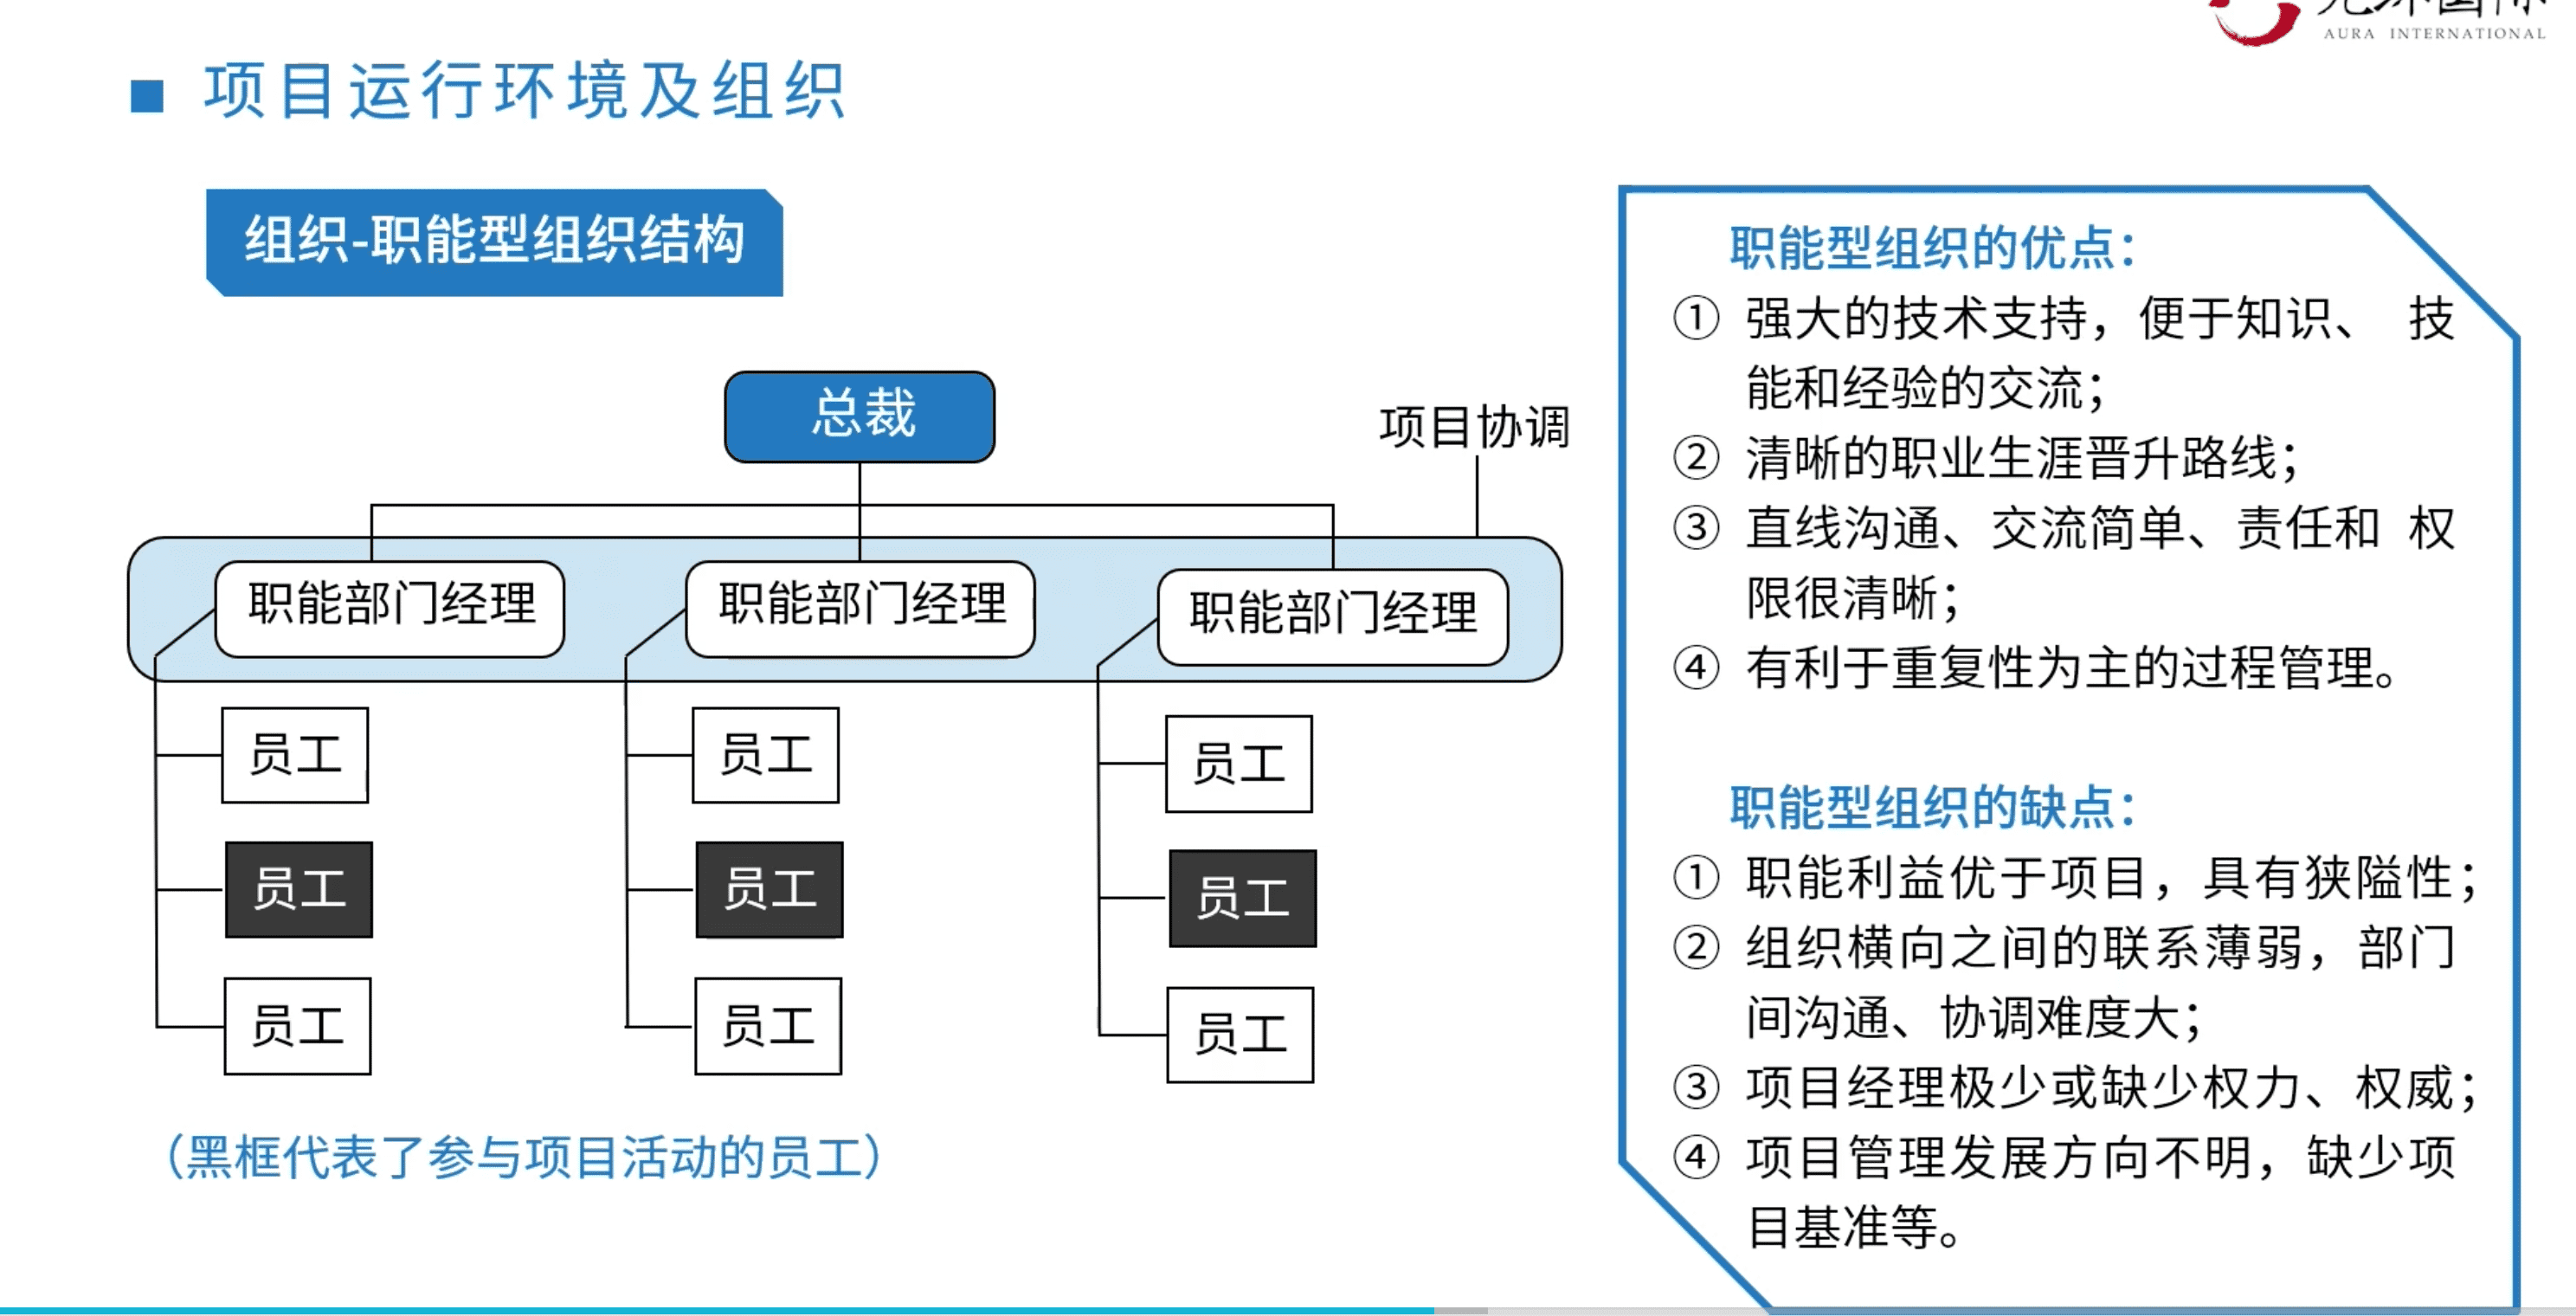 AURA INTERNATIONAL
项目运行环境及组织
组织-职能型组织结构
总裁
项目协调
职能部门经理
职能部门经理
职能部门经理
员工
员工
员工
员工
员工
员工
员工
员工
员工
（黑框代表了参与项目活动的员工）
职能型组织的优点：
① 强大的技术支持，便于知识、 技
能和经验的交流；
② 清晰的职业生涯晋升路线；
③ 直线沟通、交流简单、责任和 权
限很清晰；
④ 有利于重复性为主的过程管理。
职能型组织的缺点：
① 职能利益优于项目，具有狭隘性；
② 组织横向之间的联系薄弱，部门
间沟通、协调难度大；
③ 项目经理极少或缺少权力、权威；
④ 项目管理发展方向不明，缺少项
目基准等。